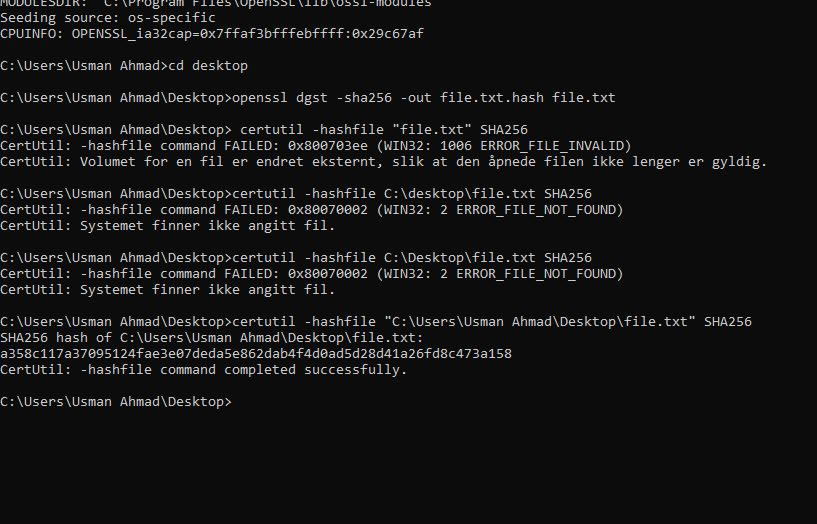 MODULESDIR: "C:\Program Files\OpenSSL\lib\ossl-modules"
Seeding source: os-specific
CPUINFO: OPENSSL_ia32cap=0x7ffaf3bfffebffff:0x29c67af
C:\Users\Usman Ahmad>cd desktop
C:\Users\Usman Ahmad\Desktop>openssl dgst -sha256 -out file.txt.hash file.txt
C:\Users\Usman Ahmad\Desktop> certutil -hashfile "file.txt" SHA256
CertUtil: -hashfile command FAILED: 0x800703ee (WIN32: 1006 ERROR_FILE_INVALID)
CertUtil: Volumet for en fil er endret eksternt, slik at den åpnede filen ikke lenger er gyldig.
C:\Users\Usman Ahmad\Desktop>certutil -hashfile C:\desktop\file.txt SHA256
CertUtil: -hashfile command FAILED: 0x80070002 (WIN32: 2 ERROR_FILE_NOT_FOUND)
CertUtil: Systemet finner ikke angitt fil.
C:\Users\Usman Ahmad\Desktop>certutil -hashfile C:\Desktop\file.txt SHA256
CertUtil: -hashfile command FAILED: 0x80070002 (WIN32: 2 ERROR_FILE_NOT_FOUND)
CertUtil: Systemet finner ikke angitt fil.
C:\Users\Usman Ahmad\Desktop>certutil -hashfile "C:\Users\Usman Ahmad\Desktop\file.txt" SHA256
SHA256 hash of C:\Users\Usman Ahmad\Desktop\file.txt:
a358c117a37095124fae3e07deda5e862dab4f4d0ad5d28d41a26fd8c473a158
CertUtil: -hashfile command completed successfully.
C:\Users\Usman Ahmad\Desktop>